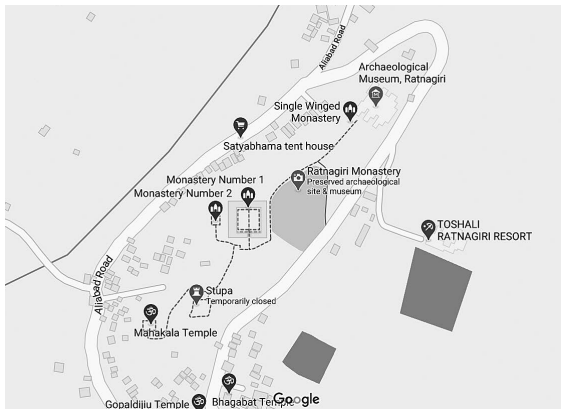 Aliabad Road
Archaeological
Museum, Ratnagiri
Single Winged
Monastery
Satyabhama tent house
Ratnagiri Monastery
Preserved archaeological
site & museum
Monastery Number 1
Monastery Number 2
TOSHALI
RATNAGIRI RESORT
Aliabad Road
Stupa
Temporarily closed
Mahakala Temple
Gopaldijiu Temple
Bhagabat Temple
Google